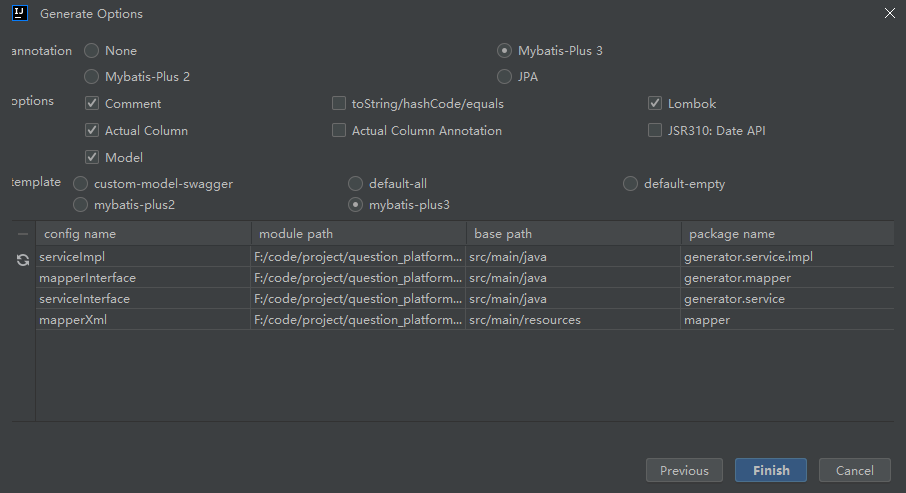 IJ Generate Options
annotation None Mybatis-Plus 3
Mybatis-Plus 2 JPA
options Comment toString/hashCode/equals Lombok
Actual Column Actual Column Annotation JSR310: Date API
Model
template custom-model-swagger default-all default-empty
mybatis-plus2 mybatis-plus3
config name module path base path package name
serviceImpl F:/code/project/question_platform... src/main/java generator.service.impl
mapperInterface F:/code/project/question_platform... src/main/java generator.mapper
serviceInterface F:/code/project/question_platform... src/main/java generator.service
mapperXml F:/code/project/question_platform... src/main/resources mapper
Previous Finish Cancel